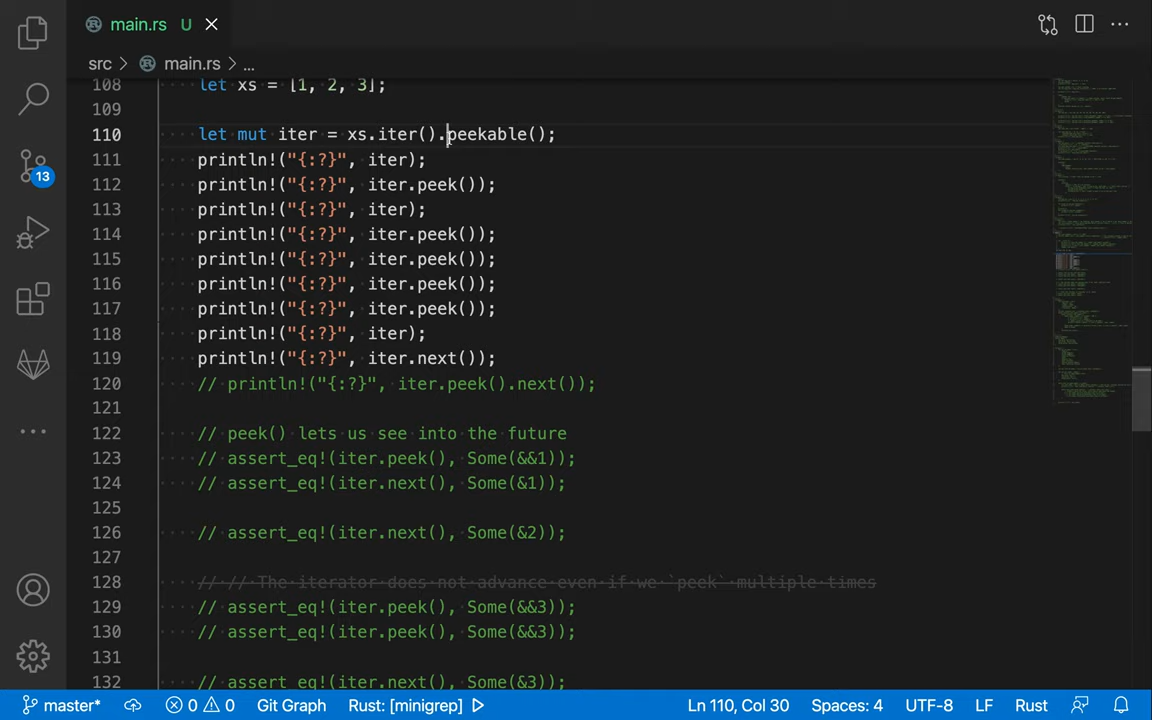 main.rs U
src > main.rs > ...
13
108 let xs = [1, 2, 3];
109
110 let mut iter = xs.iter().peekable();
111 println!("{:?}", iter);
112 println!("{:?}", iter.peek());
113 println!("{:?}", iter);
114 println!("{:?}", iter.peek());
115 println!("{:?}", iter.peek());
116 println!("{:?}", iter.peek());
117 println!("{:?}", iter.peek());
118 println!("{:?}", iter);
119 println!("{:?}", iter.next());
120 // println!("{:?}", iter.peek().next());
121
122 // peek() lets us see into the future
123 // assert_eq!(iter.peek(), Some(&&1));
124 // assert_eq!(iter.next(), Some(&1));
125
126 // assert_eq!(iter.next(), Some(&2));
127
128 // // The iterator does not advance even if we `peek` multiple times
129 // assert_eq!(iter.peek(), Some(&&3));
130 // assert_eq!(iter.peek(), Some(&&3));
131
132 // assert_eq!(iter.next(), Some(&3));
master* 0 0 Git Graph Rust: [minigrep] Ln 110, Col 30 Spaces: 4 UTF-8 LF Rust